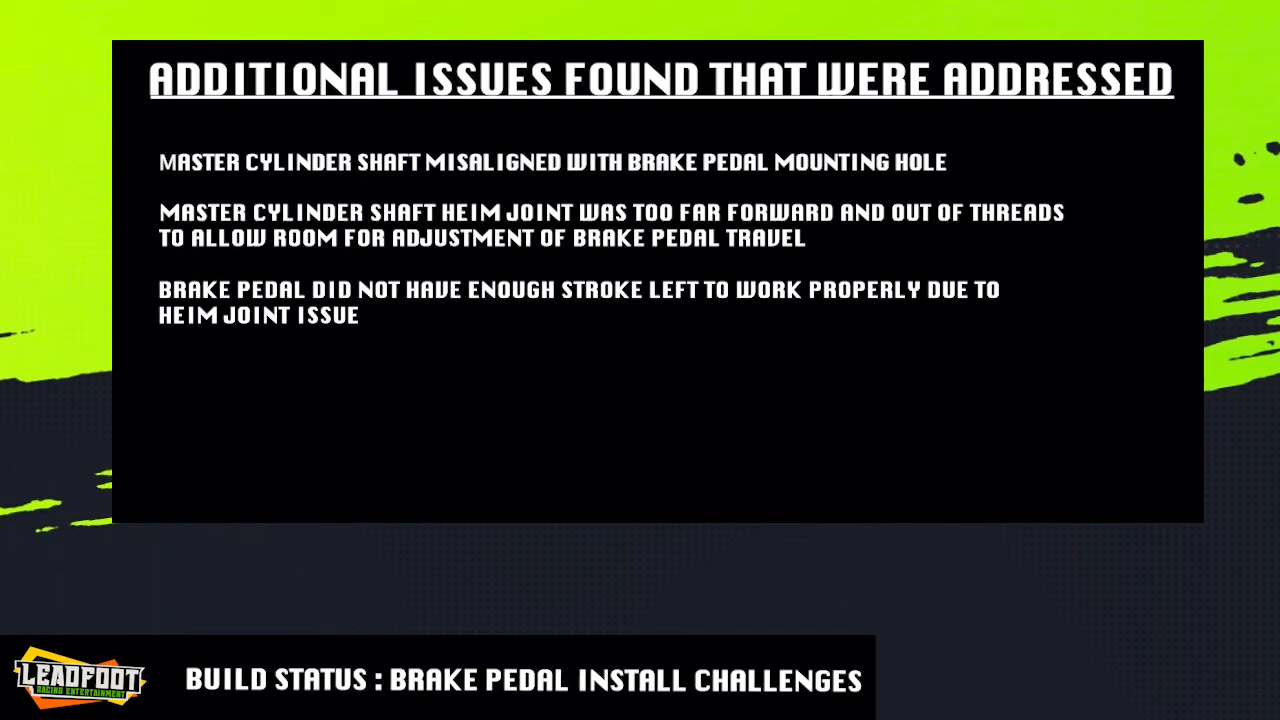 ADDITIONAL ISSUES FOUND THAT WERE ADDRESSED
MASTER CYLINDER SHAFT MISALIGNED WITH BRAKE PEDAL MOUNTING HOLE
MASTER CYLINDER SHAFT HEIM JOINT WAS TOO FAR FORWARD AND OUT OF THREADS
TO ALLOW ROOM FOR ADJUSTMENT OF BRAKE PEDAL TRAVEL
BRAKE PEDAL DID NOT HAVE ENOUGH STROKE LEFT TO WORK PROPERLY DUE TO
HEIM JOINT ISSUE
LEADFOOT
RACING ENTERTAINMENT
BUILD STATUS : BRAKE PEDAL INSTALL CHALLENGES